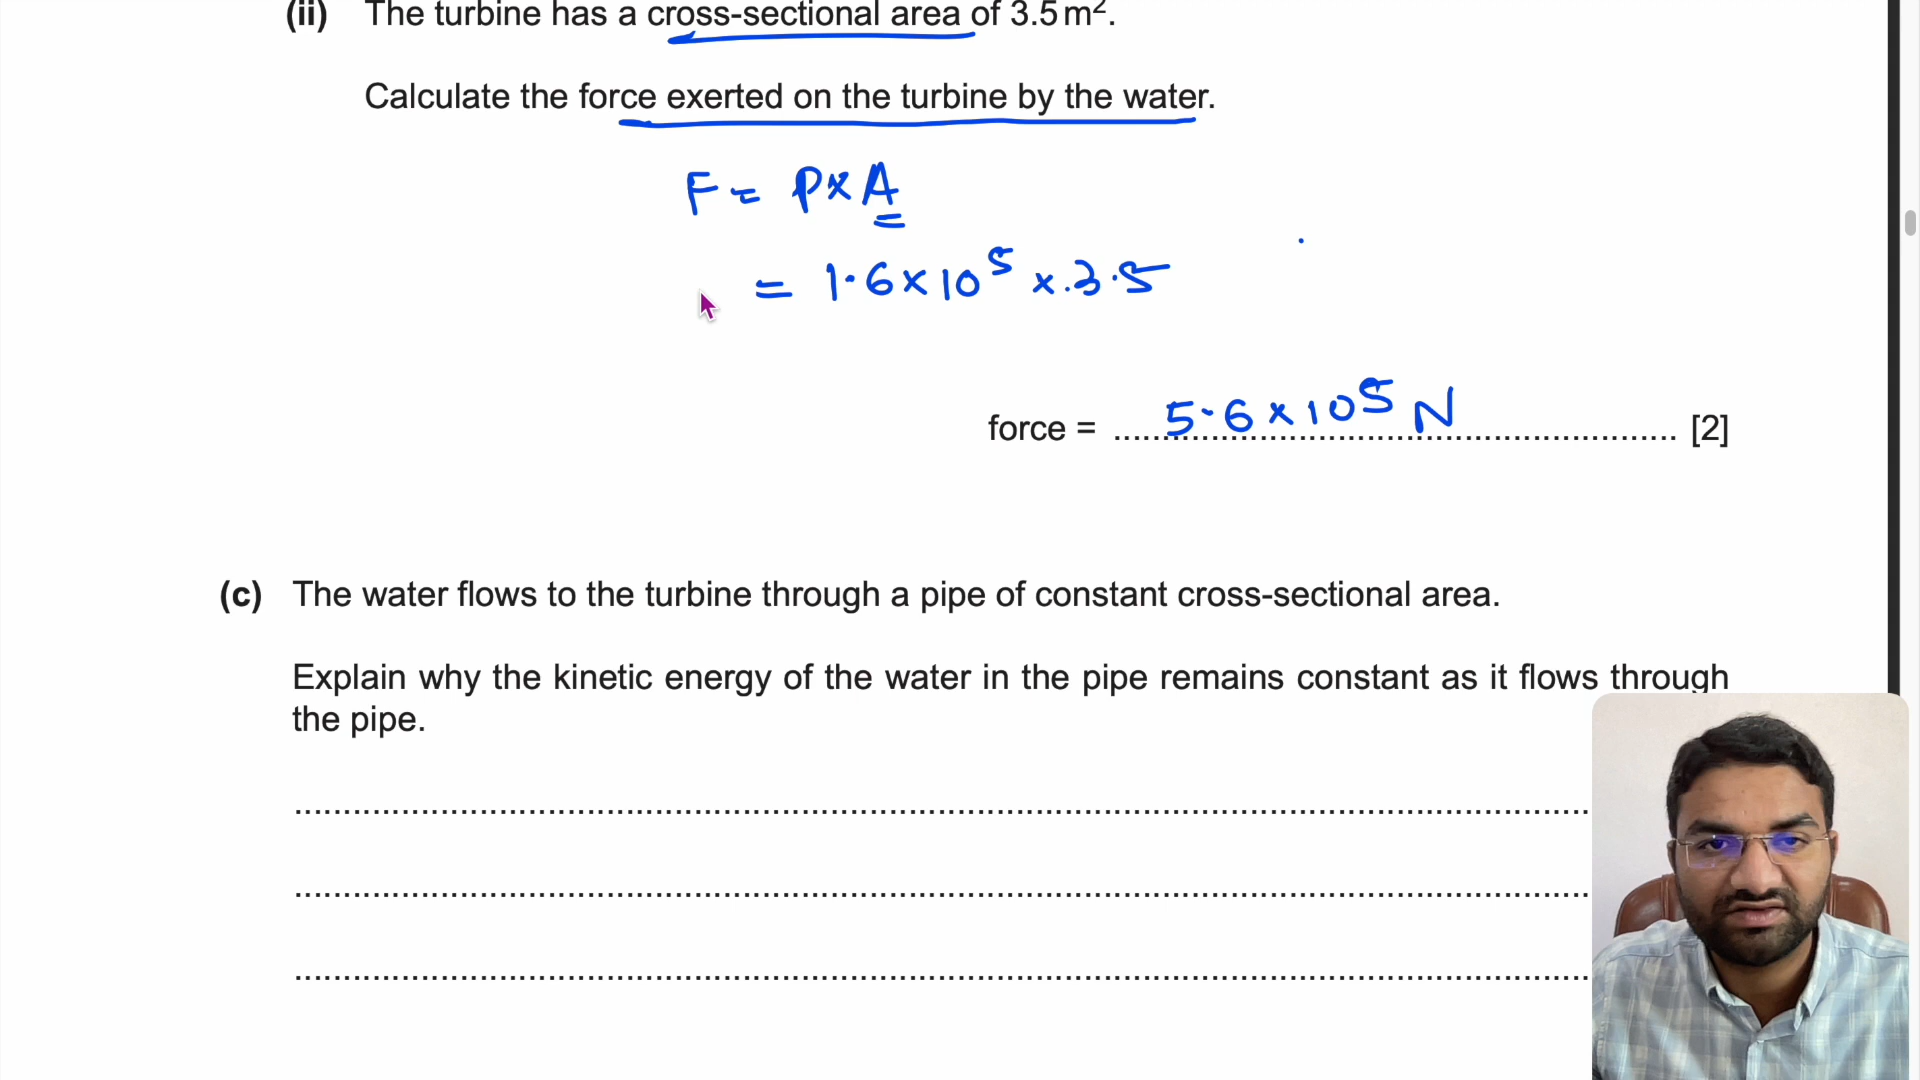 (ii) The turbine has a cross-sectional area of 3.5 m².
Calculate the force exerted on the turbine by the water.
F = P × A
= 1.6 × 10⁵ × 3.5
force = 5.6 × 10⁵ N [2]
(c) The water flows to the turbine through a pipe of constant cross-sectional area.
Explain why the kinetic energy of the water in the pipe remains constant as it flows through
the pipe.